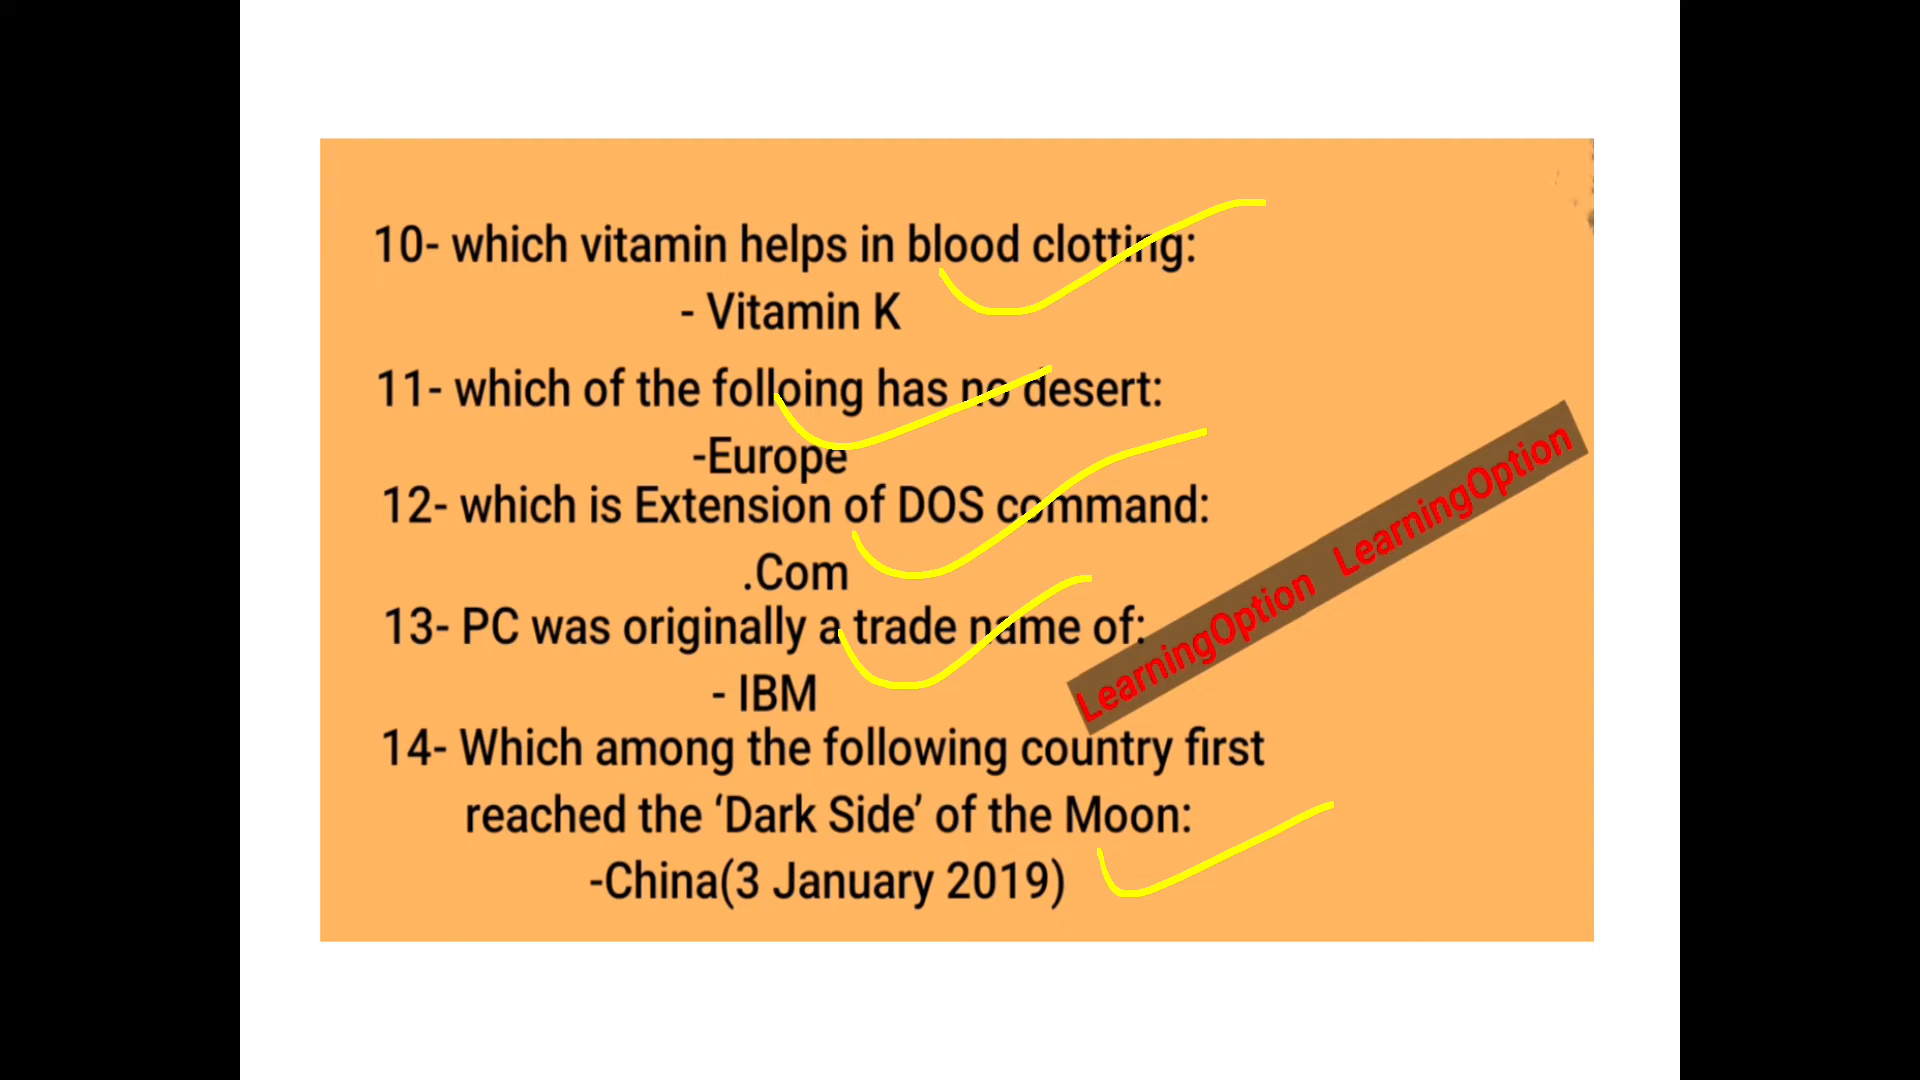 10- which vitamin helps in blood clotting:
- Vitamin K
11- which of the folloing has no desert:
-Europe
12- which is Extension of DOS command:
.Com
13- PC was originally a trade name of:
- IBM
14- Which among the following country first
reached the ‘Dark Side’ of the Moon:
-China(3 January 2019)
LearningOption LearningOption